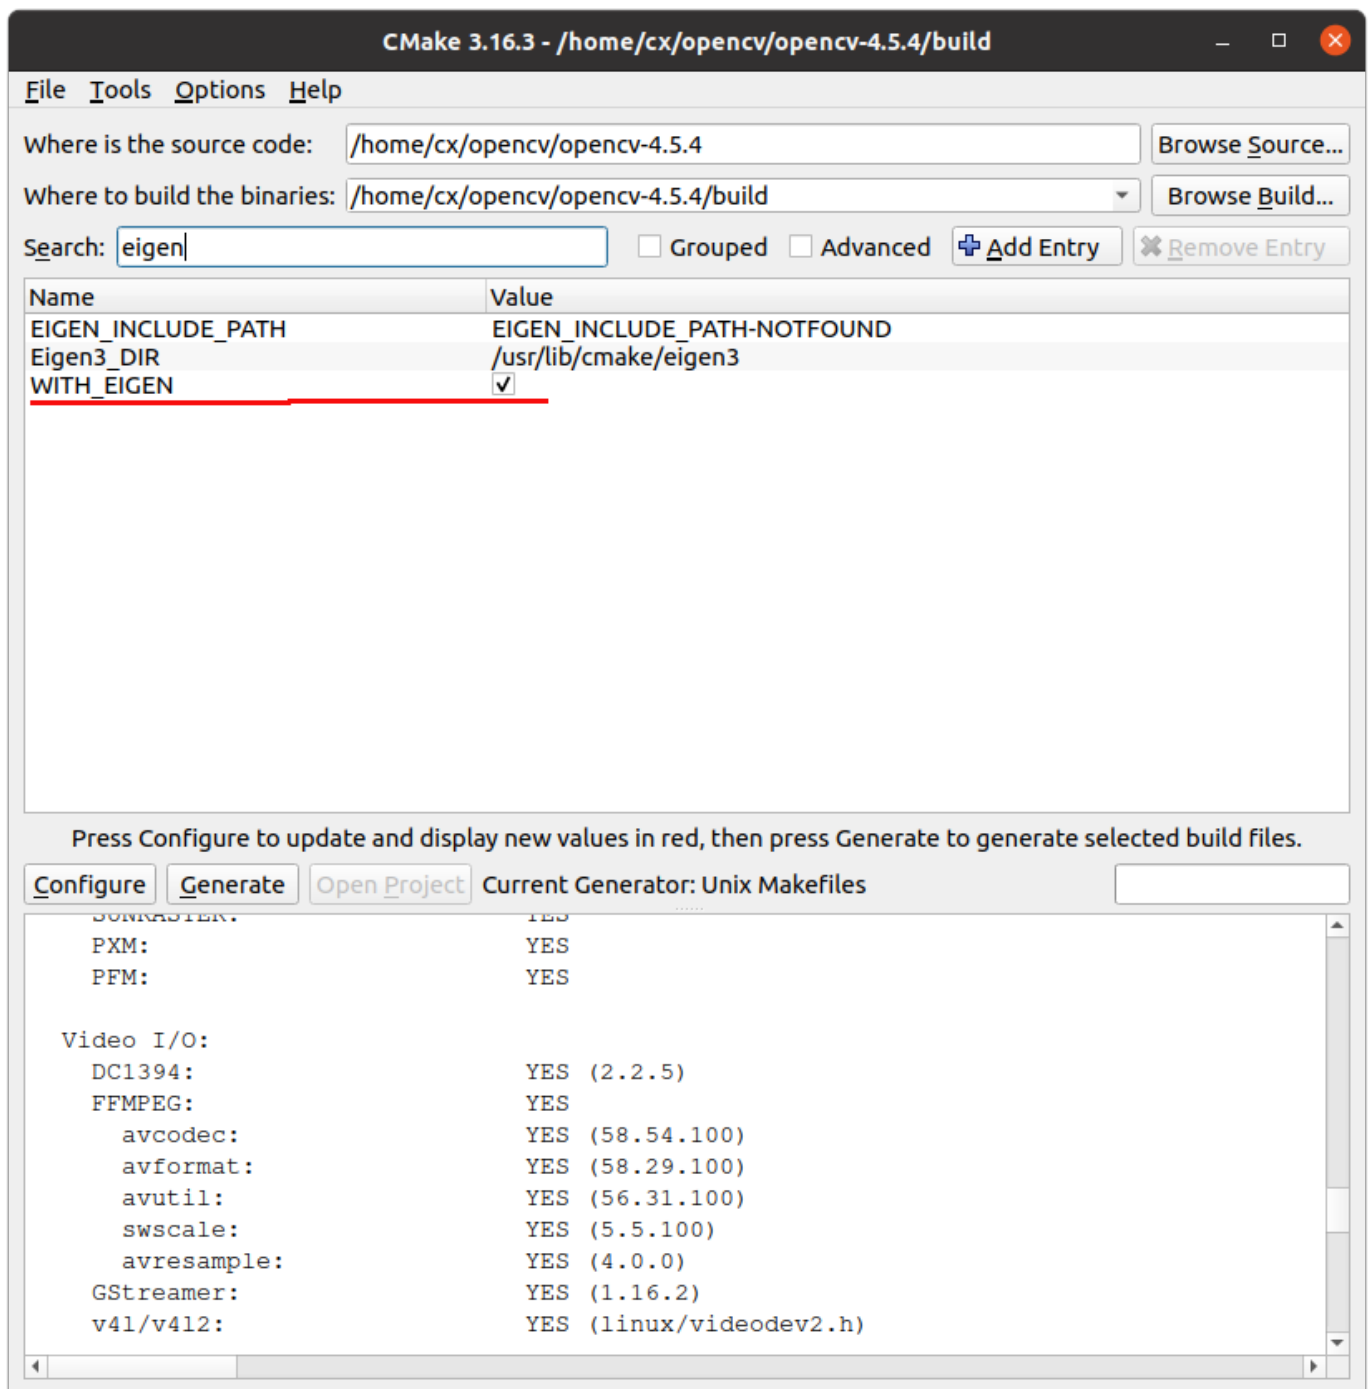 CMake 3.16.3 - /home/cx/opencv/opencv-4.5.4/build
File Tools Options Help
Where is the source code: /home/cx/opencv/opencv-4.5.4 Browse Source...
Where to build the binaries: /home/cx/opencv/opencv-4.5.4/build Browse Build...
Search: eigen Grouped Advanced Add Entry Remove Entry
Name Value
EIGEN_INCLUDE_PATH EIGEN_INCLUDE_PATH-NOTFOUND
Eigen3_DIR /usr/lib/cmake/eigen3
WITH_EIGEN
Press Configure to update and display new values in red, then press Generate to generate selected build files.
Configure Generate Open Project Current Generator: Unix Makefiles
SUNRASTER: YES
PXM: YES
PFM: YES
Video I/O:
DC1394: YES (2.2.5)
FFMPEG: YES
avcodec: YES (58.54.100)
avformat: YES (58.29.100)
avutil: YES (56.31.100)
swscale: YES (5.5.100)
avresample: YES (4.0.0)
GStreamer: YES (1.16.2)
v4l/v4l2: YES (linux/videodev2.h)